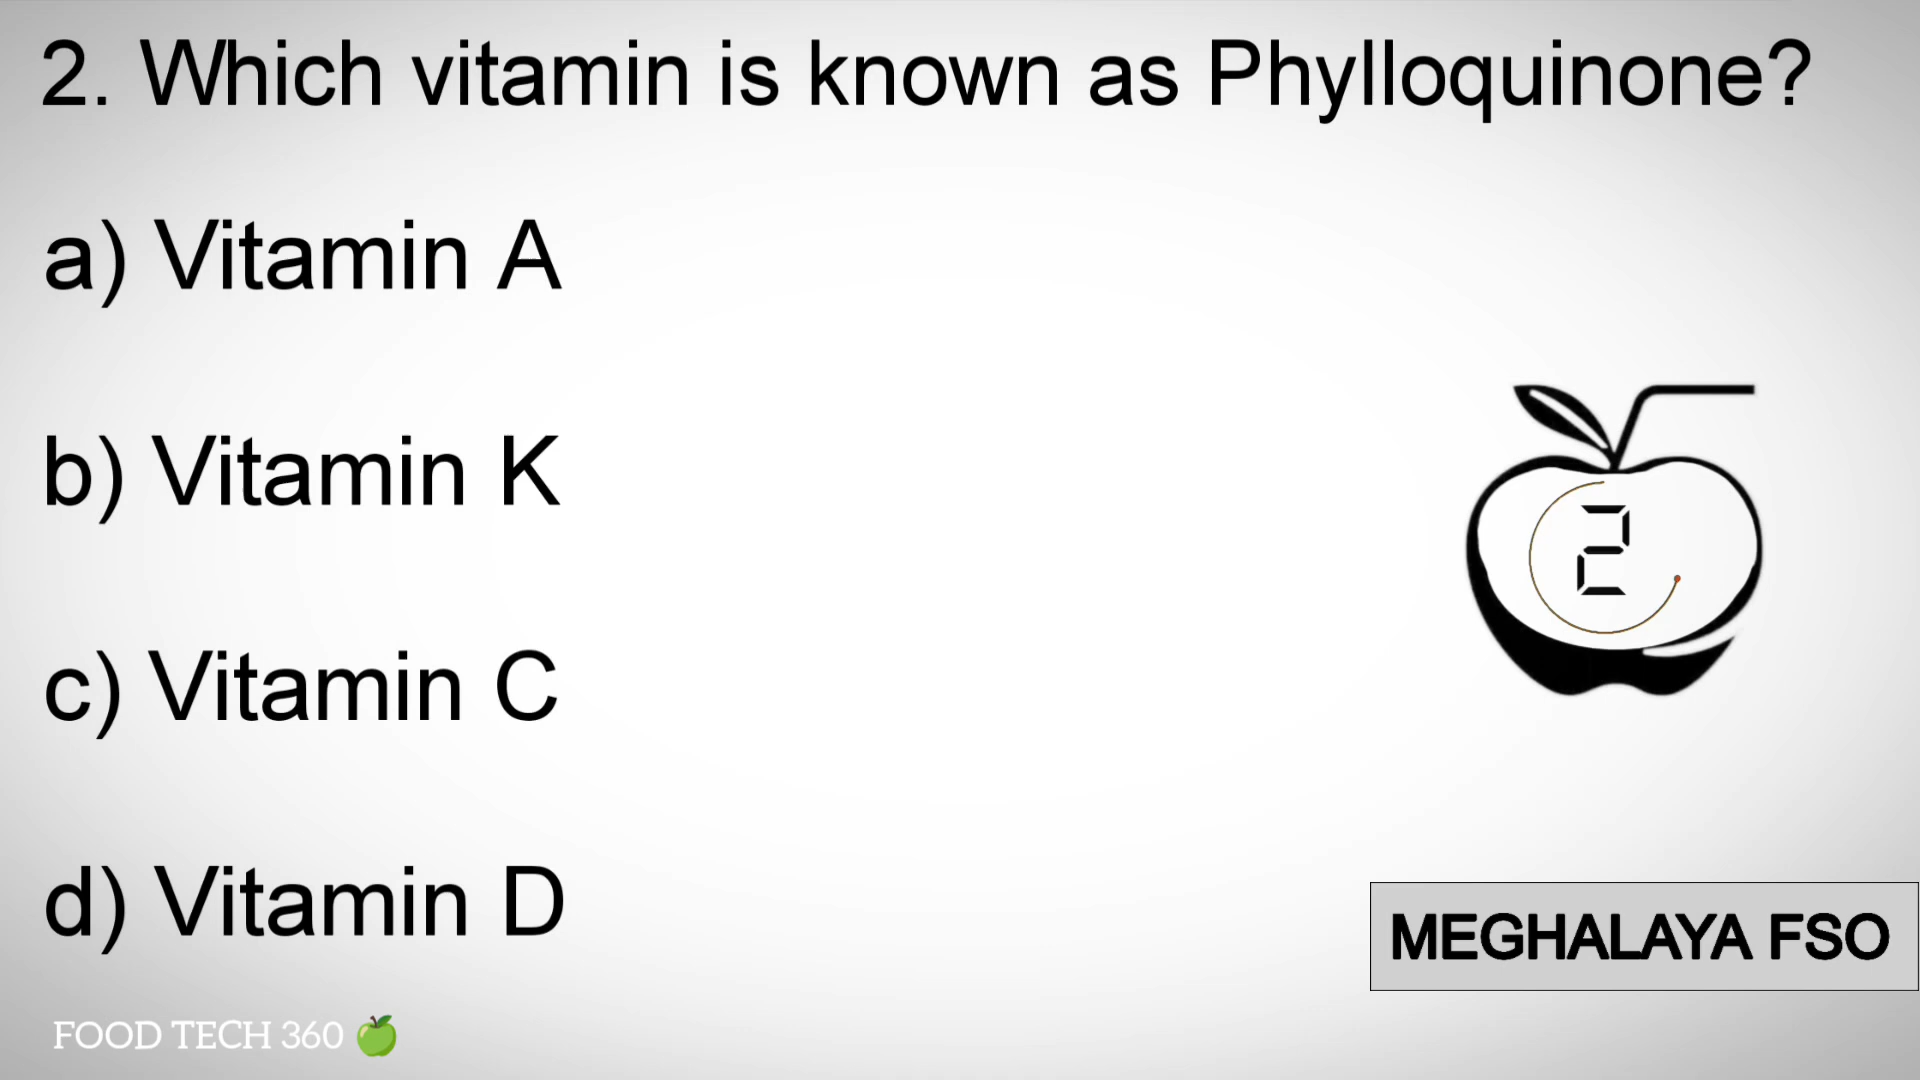 2. Which vitamin is known as Phylloquinone?
a) Vitamin A
b) Vitamin K
2
c) Vitamin C
d) Vitamin D
MEGHALAYA FSO
FOOD TECH 360